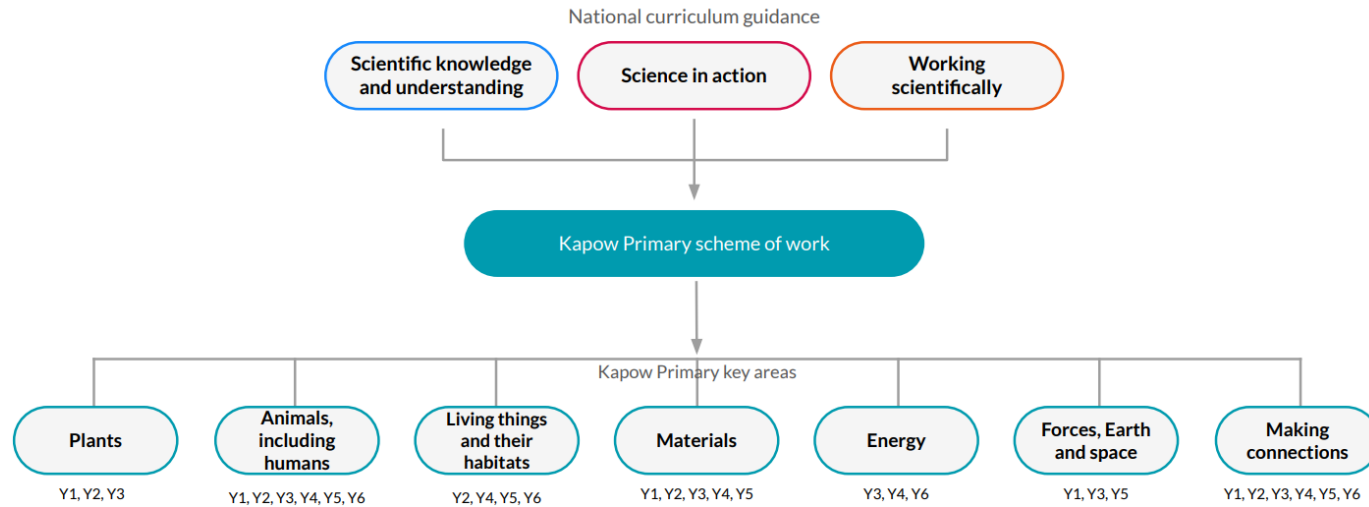 National curriculum guidance
Scientific knowledge
and understanding
Science in action
Working
scientifically
Kapow Primary scheme of work
Kapow Primary key areas
Plants
Animals,
including
humans
Living things
and their
habitats
Materials
Energy
Forces, Earth
and space
Making
connections
Y1, Y2, Y3
Y1, Y2, Y3, Y4, Y5, Y6
Y2, Y4, Y5, Y6
Y1, Y2, Y3, Y4, Y5
Y3, Y4, Y6
Y1, Y3, Y5
Y1, Y2, Y3, Y4, Y5, Y6